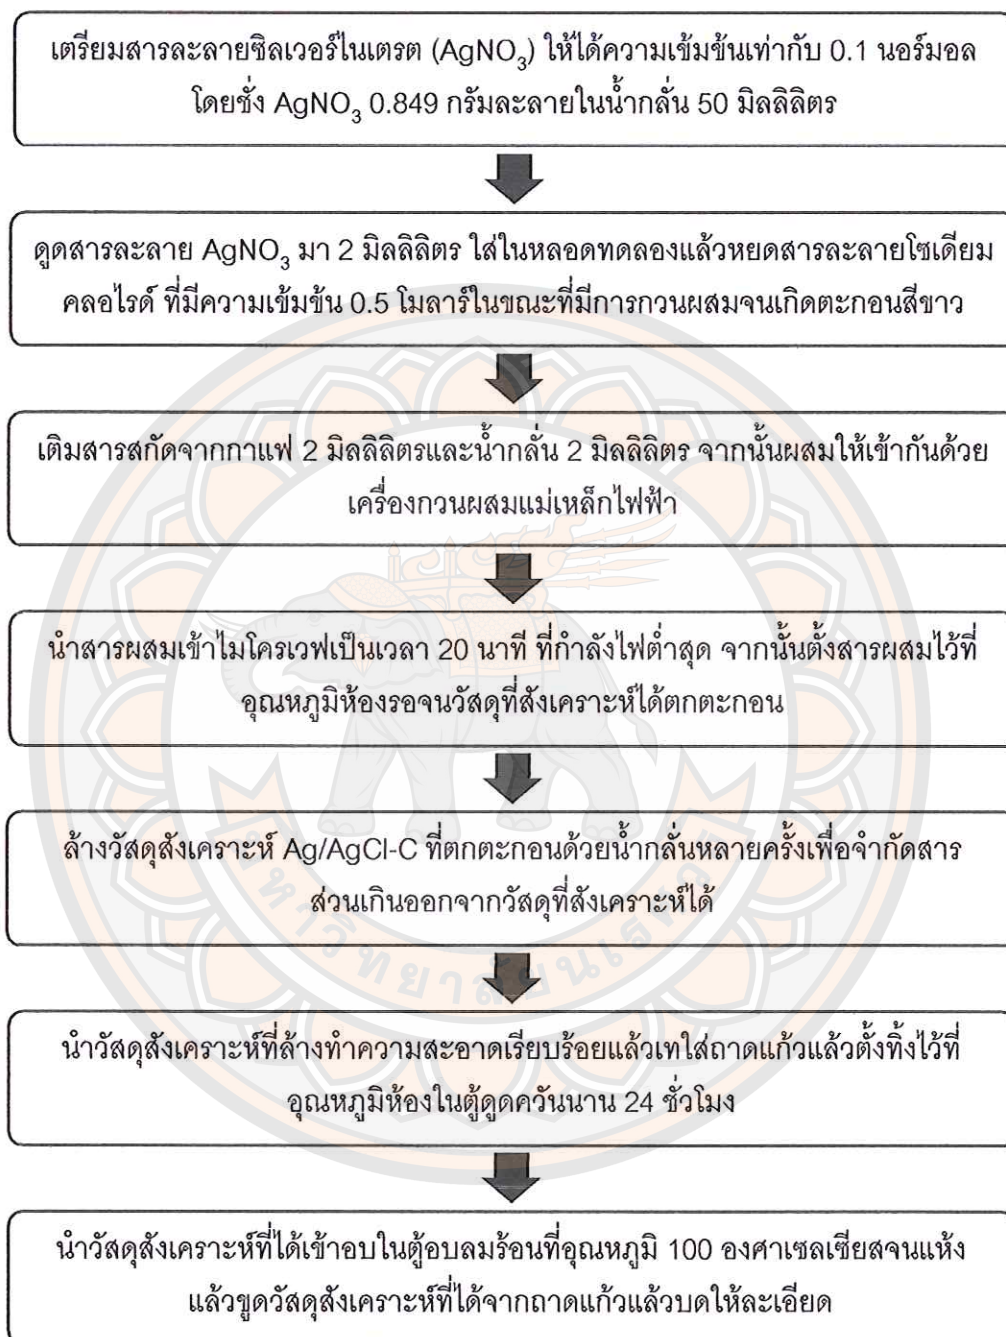 เตรียมสารละลายซิลเวอร์ไนเตรต (AgNO₃) ให้ได้ความเข้มข้นเท่ากับ 0.1 นอร์มอล
โดยชั่ง AgNO₃ 0.849 กรัมละลายในน้ำกลั่น 50 มิลลิลิตร
ดูดสารละลาย AgNO₃ มา 2 มิลลิลิตร ใส่ในหลอดทดลองแล้วหยดสารละลายโซเดียม
คลอไรด์ ที่มีความเข้มข้น 0.5 โมลาร์ในขณะที่มีการกวนผสมจนเกิดตะกอนสีขาว
เติมสารสกัดจากกาแฟ 2 มิลลิลิตรและน้ำกลั่น 2 มิลลิลิตร จากนั้นผสมให้เข้ากันด้วย
เครื่องกวนผสมแม่เหล็กไฟฟ้า
นำสารผสมเข้าไมโครเวฟเป็นเวลา 20 นาที ที่กำลังไฟต่ำสุด จากนั้นตั้งสารผสมไว้ที่
อุณหภูมิห้องรอจนวัสดุที่สังเคราะห์ได้ตกตะกอน
ล้างวัสดุสังเคราะห์ Ag/AgCl-C ที่ตกตะกอนด้วยน้ำกลั่นหลายครั้งเพื่อจำกัดสาร
ส่วนเกินออกจากวัสดุที่สังเคราะห์ได้
มหาวิทยาลัยนเรศวร
นำวัสดุสังเคราะห์ที่ล้างทำความสะอาดเรียบร้อยแล้วเทใส่ถาดแก้วแล้วตั้งทิ้งไว้ที่
อุณหภูมิห้องในตู้ดูดควันนาน 24 ชั่วโมง
นำวัสดุสังเคราะห์ที่ได้เข้าอบในตู้อบลมร้อนที่อุณหภูมิ 100 องศาเซลเซียสจนแห้ง
แล้วขูดวัสดุสังเคราะห์ที่ได้จากถาดแก้วแล้วบดให้ละเอียด